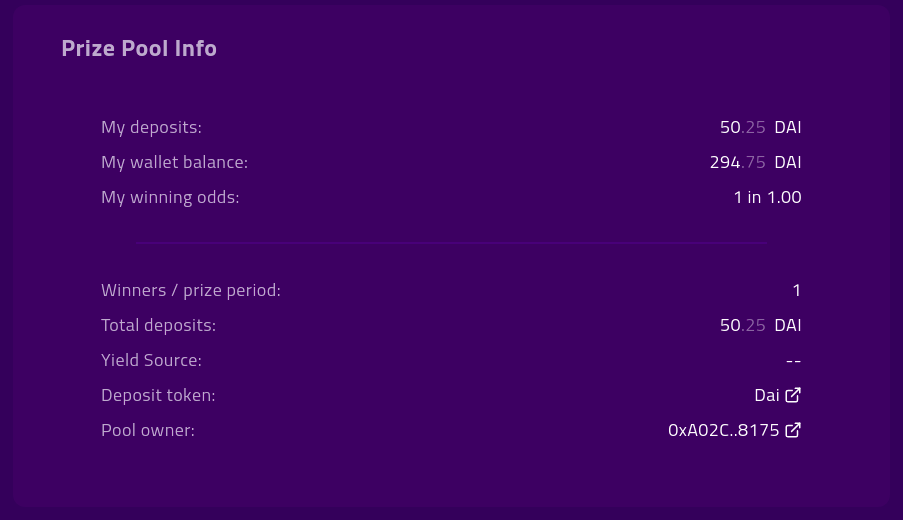 Prize Pool Info
My deposits: 50.25 DAI
My wallet balance: 294.75 DAI
My winning odds: 1 in 1.00
Winners / prize period: 1
Total deposits: 50.25 DAI
Yield Source: --
Deposit token: Dai
Pool owner: 0xA02C..8175